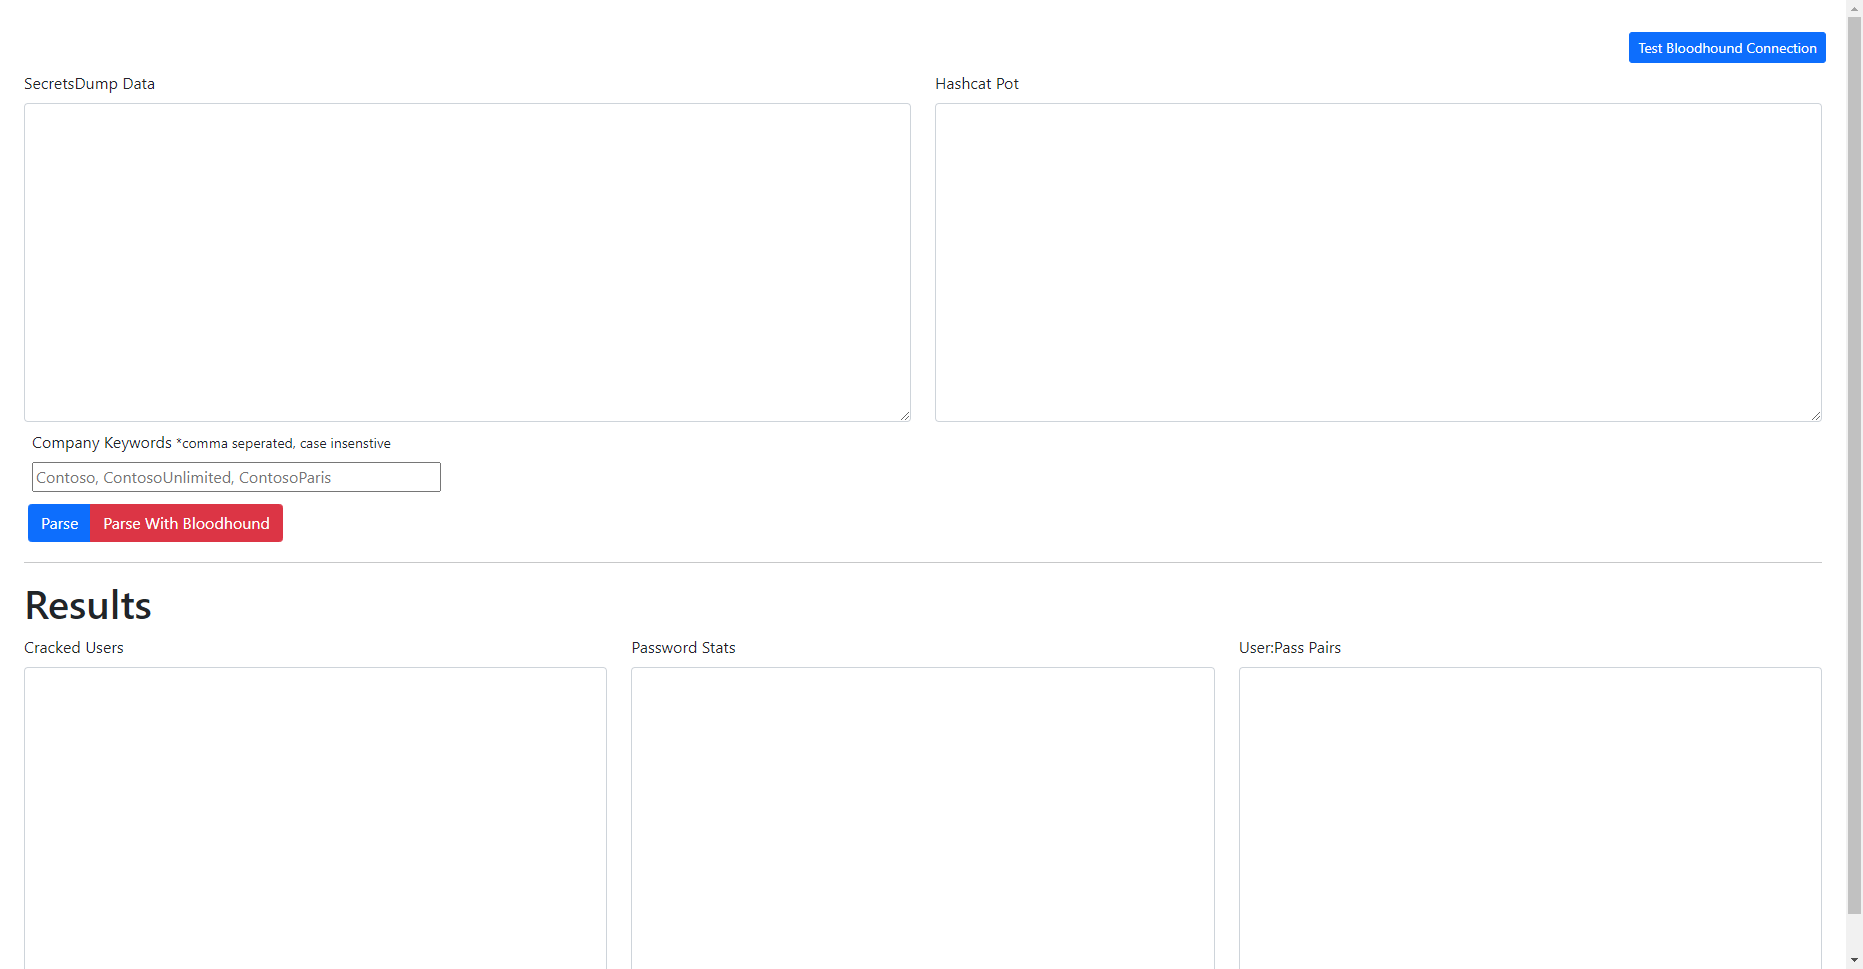 Test Bloodhound Connection
SecretsDump Data
Hashcat Pot
Company Keywords *comma seperated, case insenstive
Contoso, ContosoUnlimited, ContosoParis
Parse
Parse With Bloodhound
Results
Cracked Users
Password Stats
User:Pass Pairs